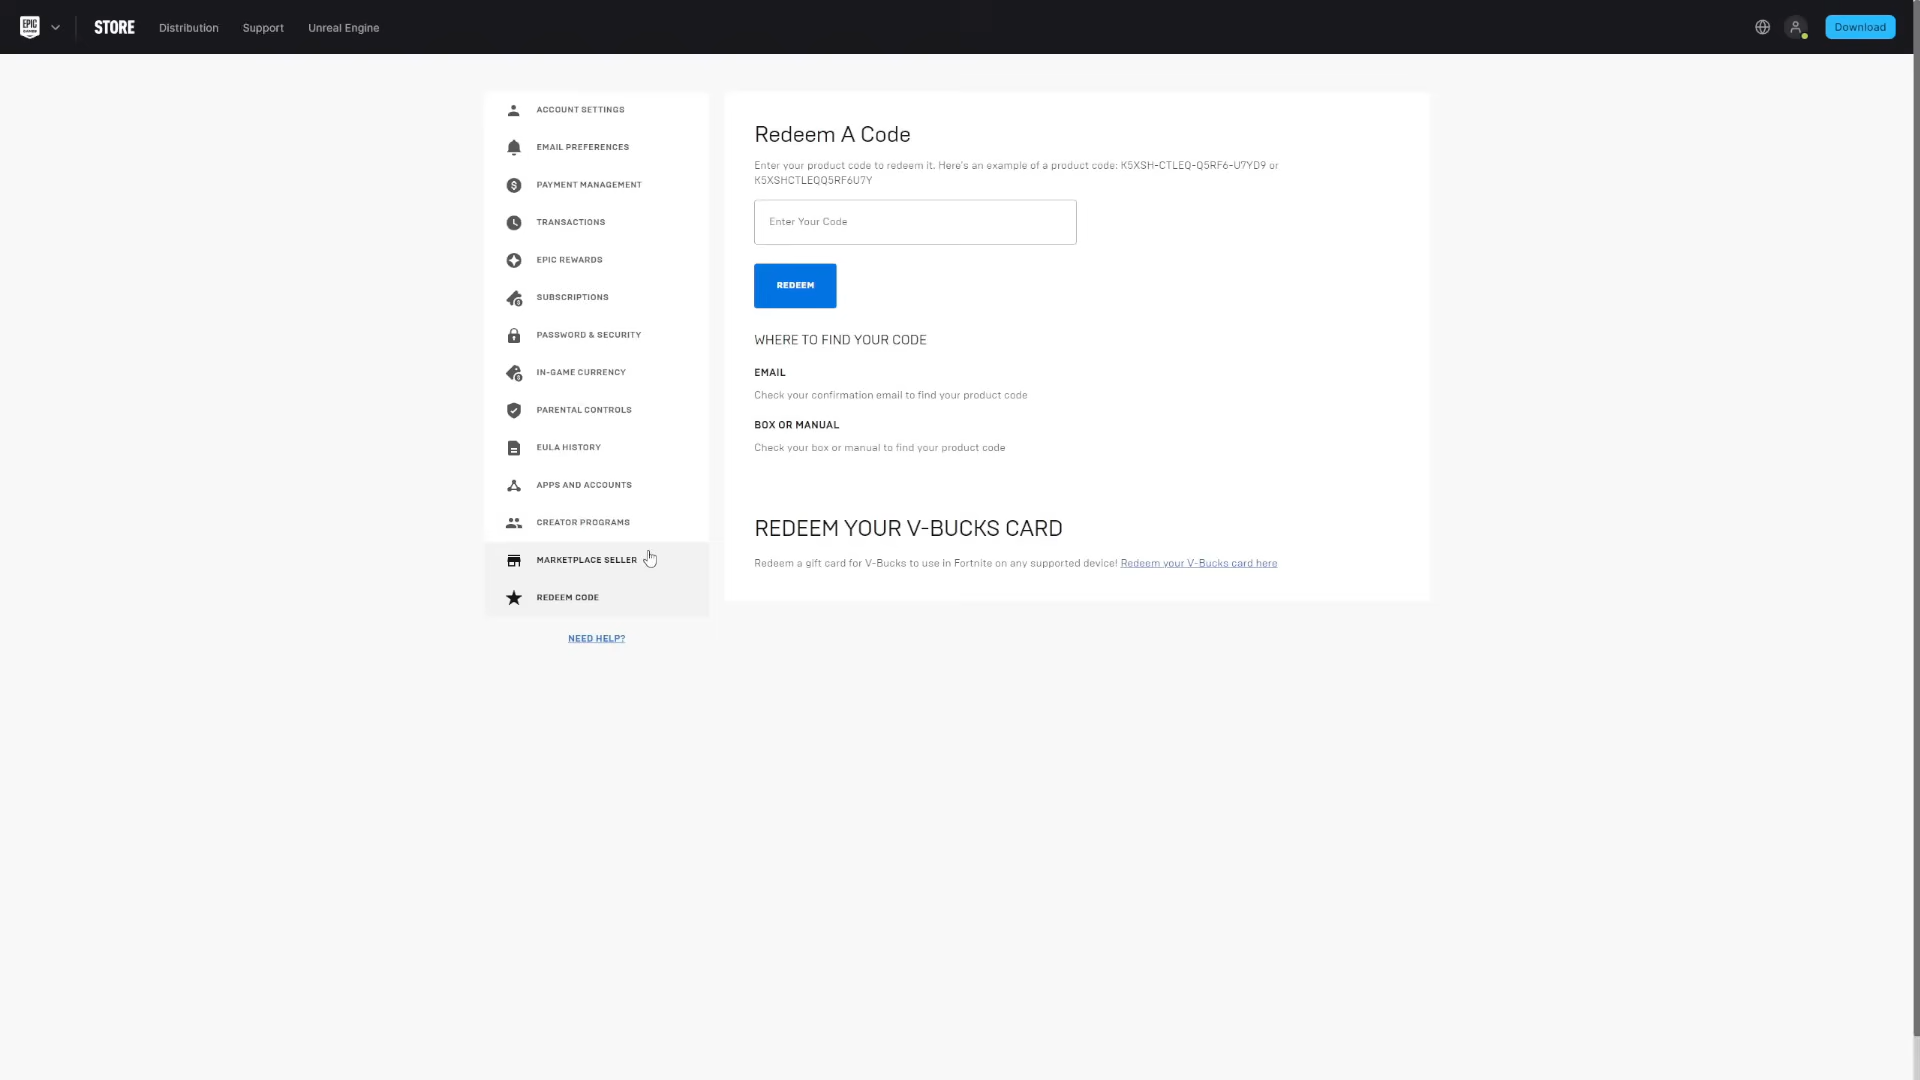 EPIC
GAMES
STORE
Distribution
Support
Unreal Engine
Download
ACCOUNT SETTINGS
EMAIL PREFERENCES
PAYMENT MANAGEMENT
TRANSACTIONS
EPIC REWARDS
SUBSCRIPTIONS
PASSWORD & SECURITY
IN-GAME CURRENCY
PARENTAL CONTROLS
EULA HISTORY
APPS AND ACCOUNTS
CREATOR PROGRAMS
MARKETPLACE SELLER
REDEEM CODE
NEED HELP?
Redeem A Code
Enter your product code to redeem it. Here's an example of a product code: K5XSH-CTLEQ-Q5RF6-U7YD9 or
K5XSHCTLEQQ5RF6U7Y
Enter Your Code
REDEEM
WHERE TO FIND YOUR CODE
EMAIL
Check your confirmation email to find your product code
BOX OR MANUAL
Check your box or manual to find your product code
REDEEM YOUR V-BUCKS CARD
Redeem a gift card for V-Bucks to use in Fortnite on any supported device! Redeem your V-Bucks card here